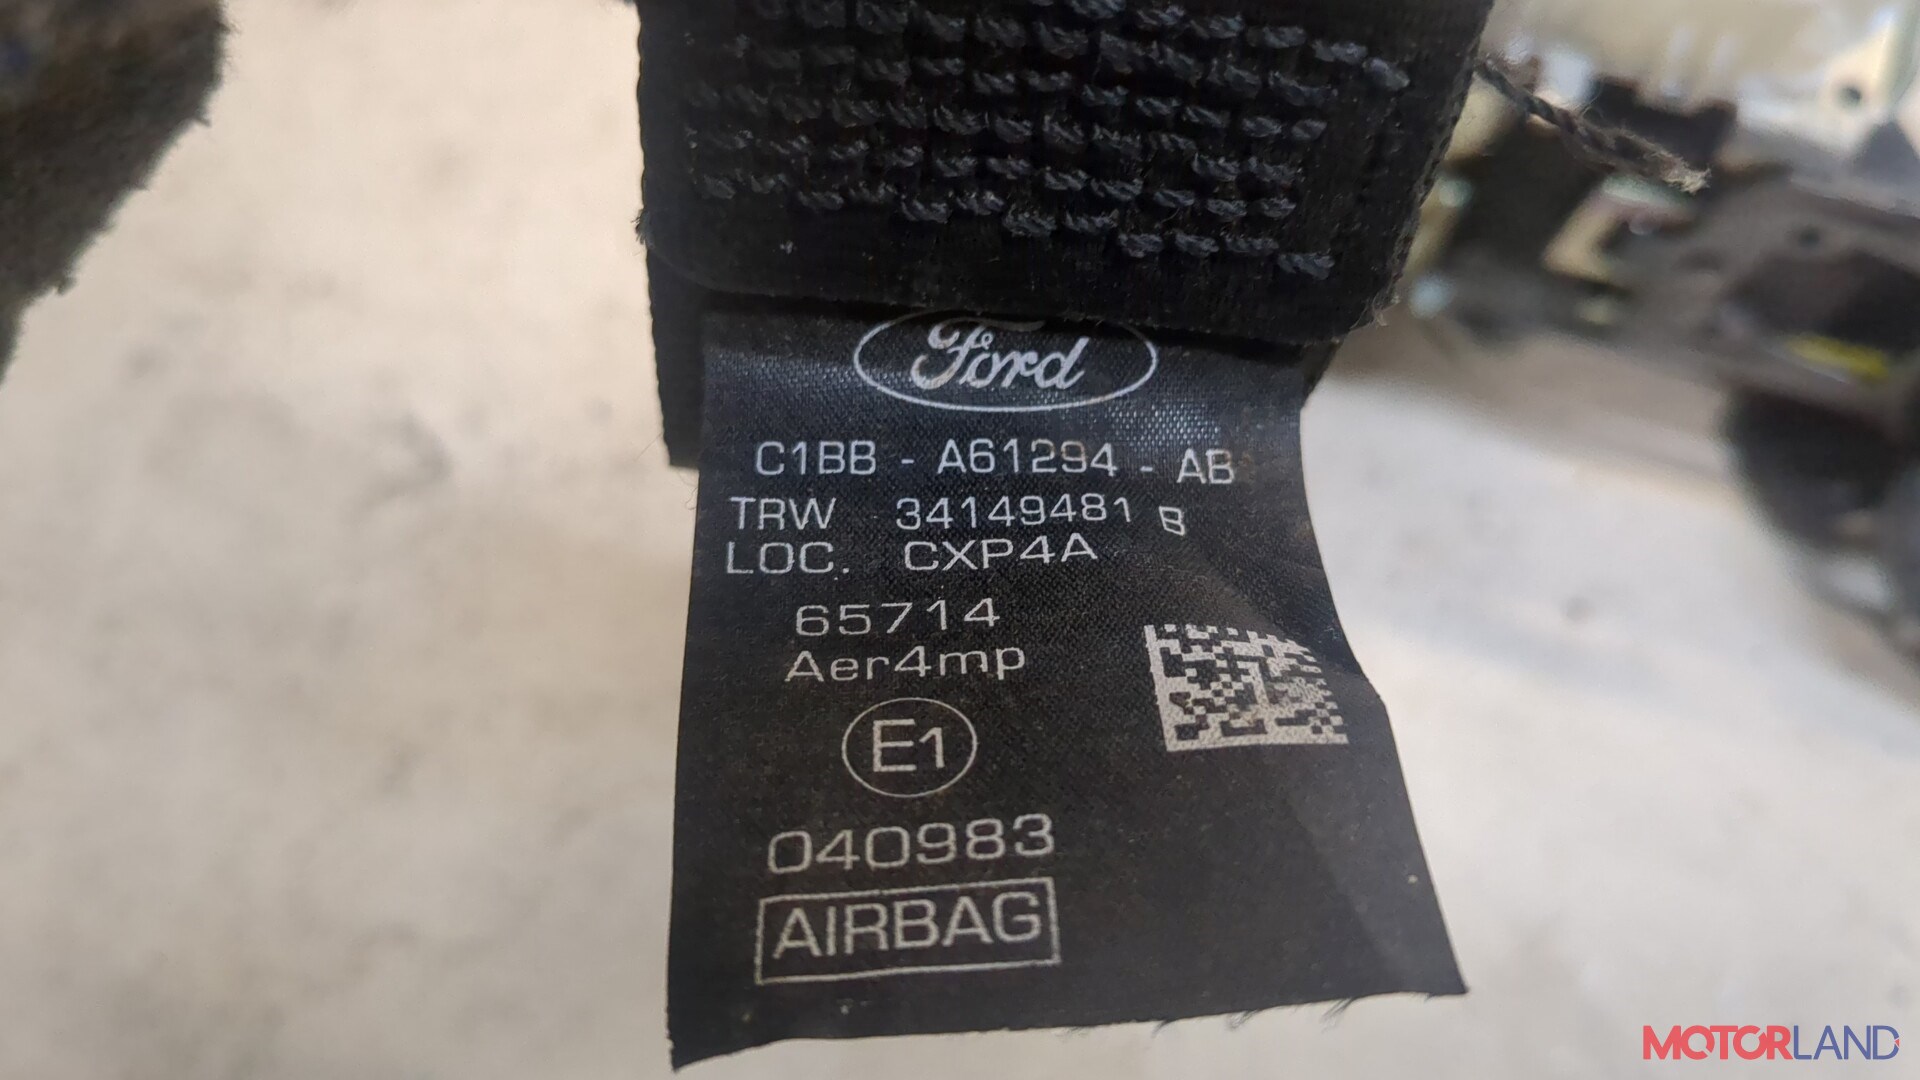 Ford
C1BB - A61294 - AB
TRW 34149481 B
LOC. CXP4A
65714
Aer4mp
E1
040983
AIRBAG
MOTORLAND